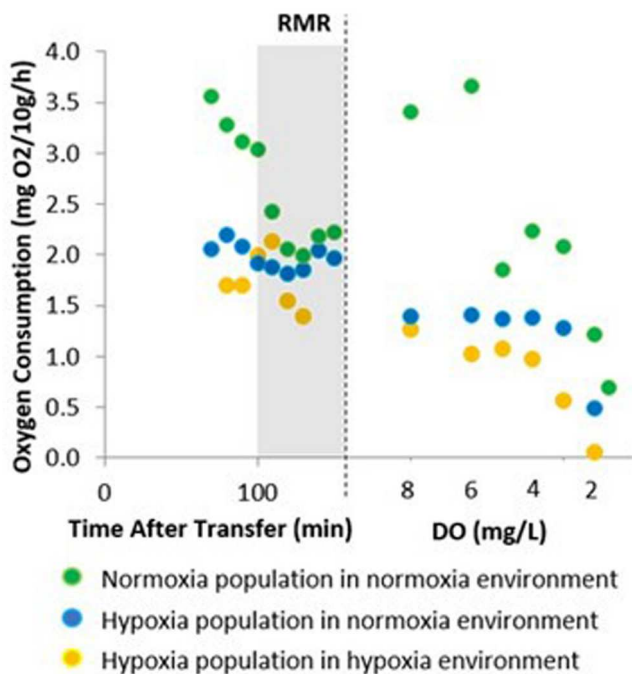 RMR
Oxygen Consumption (mg O2/10g/h)
4.0
3.5
3.0
2.5
2.0
1.5
1.0
0.5
0.0
0 100 8 6 4 2
Time After Transfer (min) DO (mg/L)
Normoxia population in normoxia environment
Hypoxia population in normoxia environment
Hypoxia population in hypoxia environment